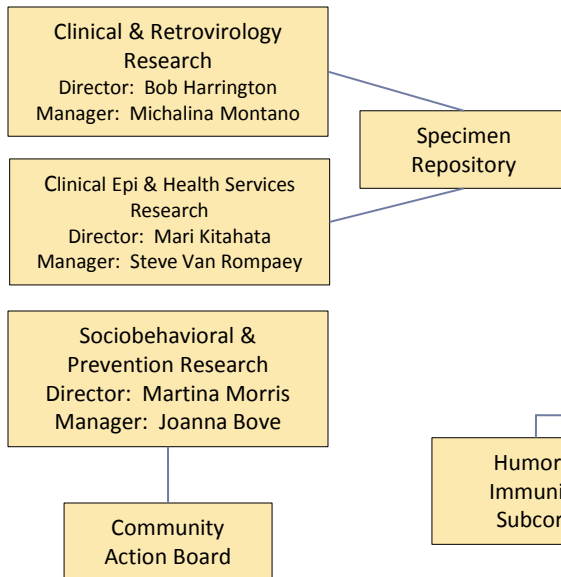 Clinical & Retrovirology
Research
Director: Bob Harrington
Manager: Michalina Montano
Specimen
Repository
Clinical Epi & Health Services
Research
Director: Mari Kitahata
Manager: Steve Van Rompaey
Sociobehavioral &
Prevention Research
Director: Martina Morris
Manager: Joanna Bove
Community
Action Board